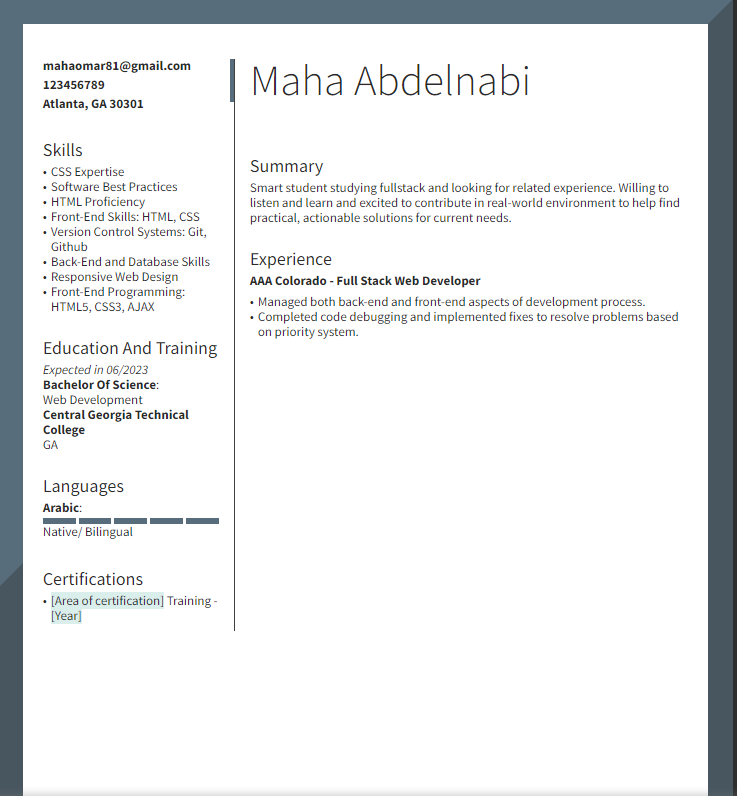 mahaomar81@gmail.com
123456789
Atlanta, GA 30301
Skills
• CSS Expertise
• Software Best Practices
• HTML Proficiency
• Front-End Skills: HTML, CSS
• Version Control Systems: Git,
Github
• Back-End and Database Skills
• Responsive Web Design
• Front-End Programming:
HTML5, CSS3, AJAX
Education And Training
Expected in 06/2023
Bachelor Of Science:
Web Development
Central Georgia Technical
College
GA
Languages
Arabic:
Native/ Bilingual
Certifications
• [Area of certification] Training -
[Year]
Maha Abdelnabi
Summary
Smart student studying fullstack and looking for related experience. Willing to
listen and learn and excited to contribute in real-world environment to help find
practical, actionable solutions for current needs.
Experience
AAA Colorado - Full Stack Web Developer
• Managed both back-end and front-end aspects of development process.
• Completed code debugging and implemented fixes to resolve problems based
on priority system.